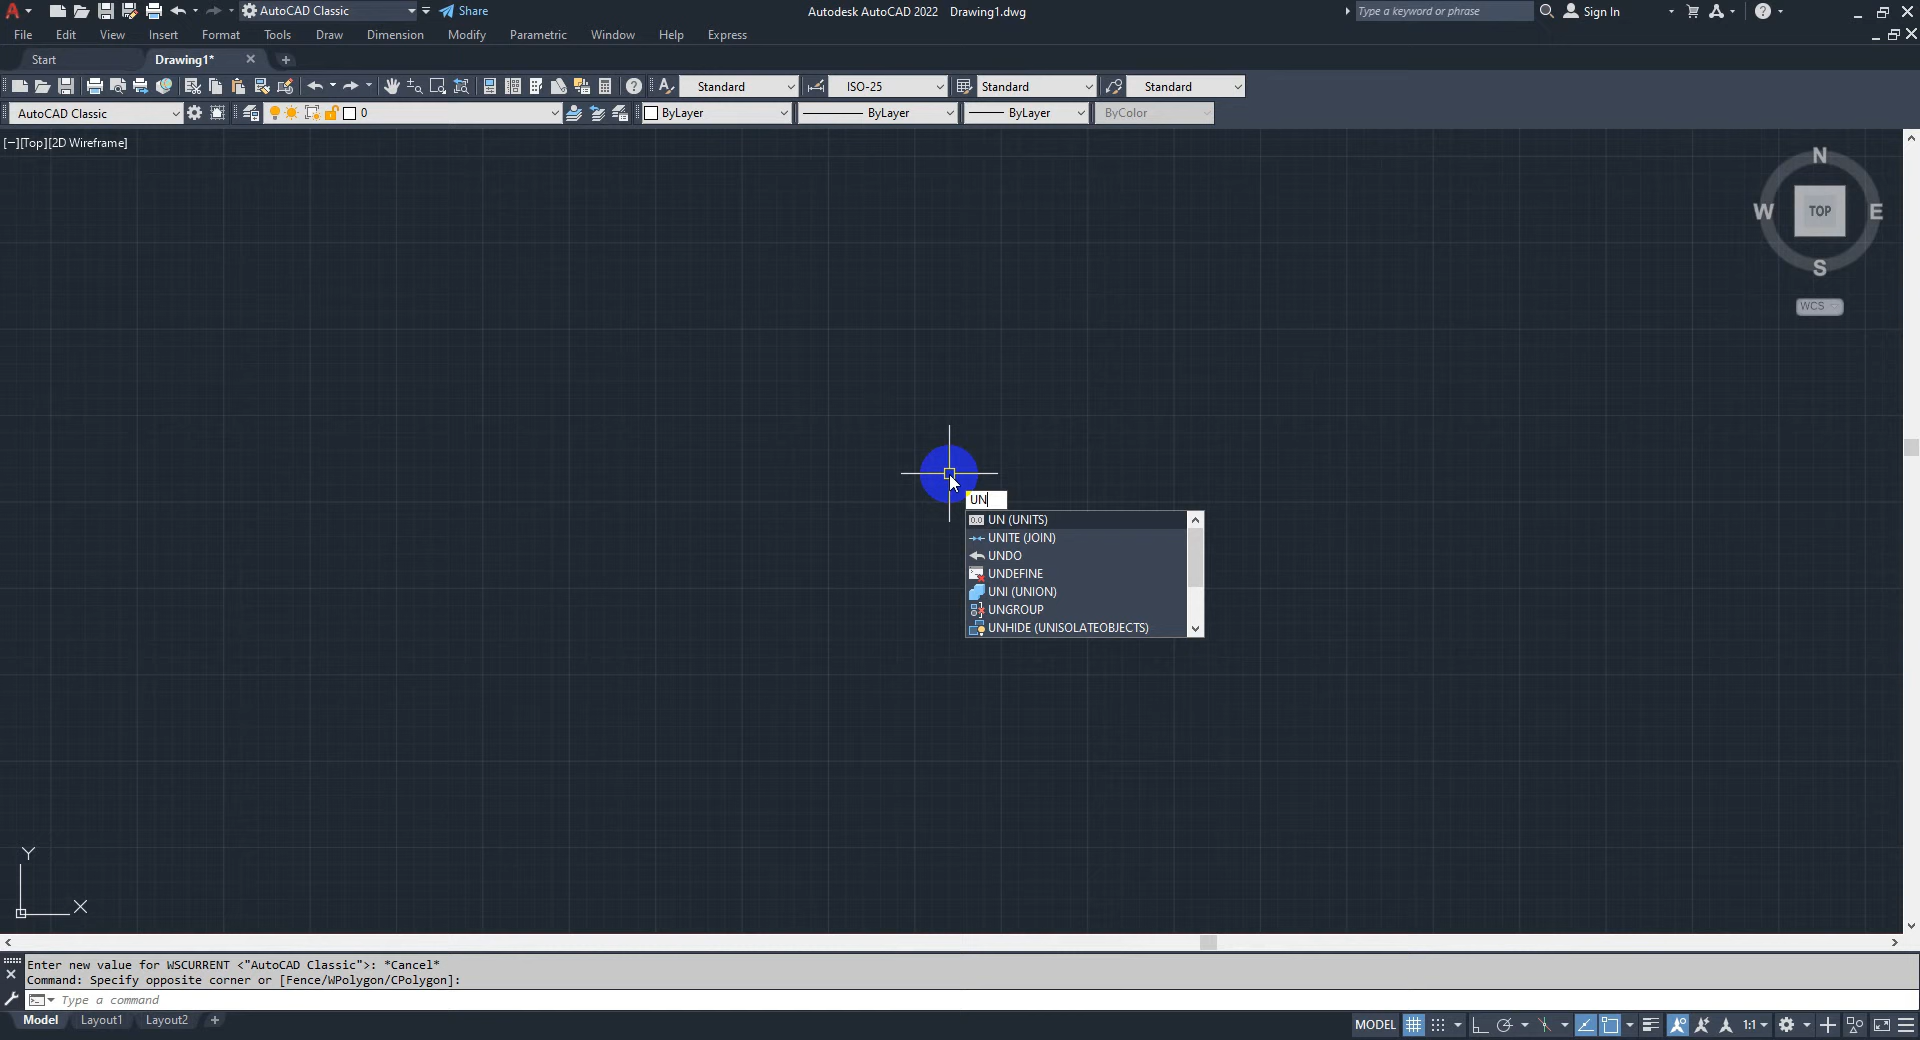 AutoCAD Classic
Share
Autodesk AutoCAD 2022 Drawing1.dwg
Type a keyword or phrase
Sign In
File Edit View Insert Format Tools Draw Dimension Modify Parametric Window Help Express
Start
Drawing1*
Standard
ISO-25
Standard
Standard
AutoCAD Classic
0
ByLayer
ByLayer
ByLayer
ByColor
[−][Top][2D Wireframe]
N
W
TOP
E
S
WCS
UN
UN (UNITS)
UNITE (JOIN)
UNDO
UNDEFINE
UNI (UNION)
UNGROUP
UNHIDE (UNISOLATEOBJECTS)
Y
X
Enter new value for WSCURRENT <"AutoCAD Classic">: *Cancel*
Command: Specify opposite corner or [Fence/WPolygon/CPolygon]:
Type a command
Model Layout1 Layout2
MODEL
1:1